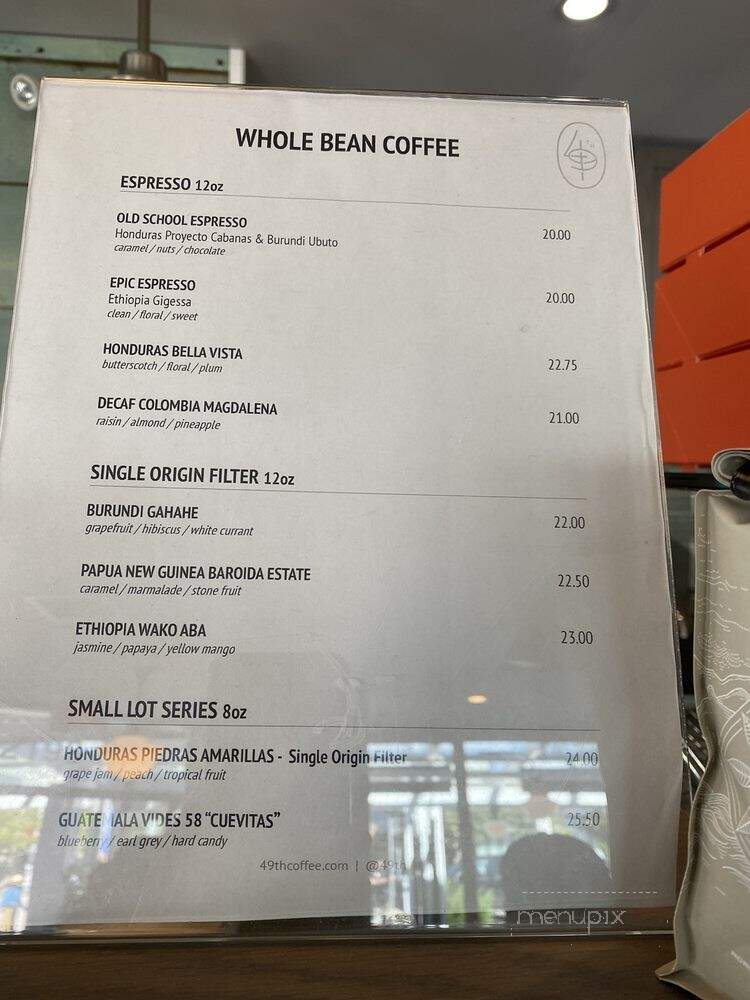 WHOLE BEAN COFFEE
49TH
ESPRESSO 12oz
OLD SCHOOL ESPRESSO
Honduras Proyecto Cabanas & Burundi Ubuto 20.00
caramel / nuts / chocolate
EPIC ESPRESSO
Ethiopia Gigessa 20.00
clean / floral / sweet
HONDURAS BELLA VISTA
butterscotch / floral / plum 22.75
DECAF COLOMBIA MAGDALENA
raisin / almond / pineapple 21.00
SINGLE ORIGIN FILTER 12oz
BURUNDI GAHAHE
grapefruit / hibiscus / white currant 22.00
PAPUA NEW GUINEA BAROIDA ESTATE
caramel / marmalade / stone fruit 22.50
ETHIOPIA WAKO ABA
jasmine / papaya / yellow mango 23.00
SMALL LOT SERIES 8oz
HONDURAS PIEDRAS AMARILLAS - Single Origin Filter 24.00
grape jam / peach / tropical fruit
GUATEMALA VIDES 58 “CUEVITAS” 25.50
blueberry / earl grey / hard candy
49thcoffee.com | @49th
menupix